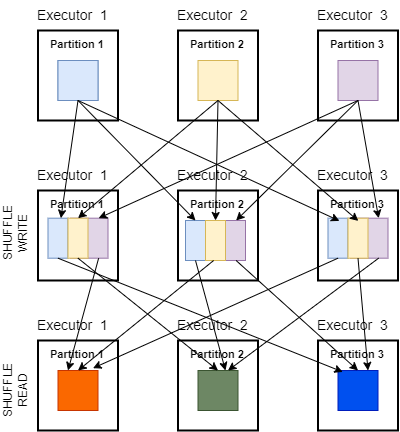 Executor 1
Executor 2
Executor 3
Partition 1
Partition 2
Partition 3
Executor 1
Executor 2
Executor 3
SHUFFLE
WRITE
Partition 1
Partition 2
Partition 3
Executor 1
Executor 2
Executor 3
SHUFFLE
READ
Partition 1
Partition 2
Partition 3